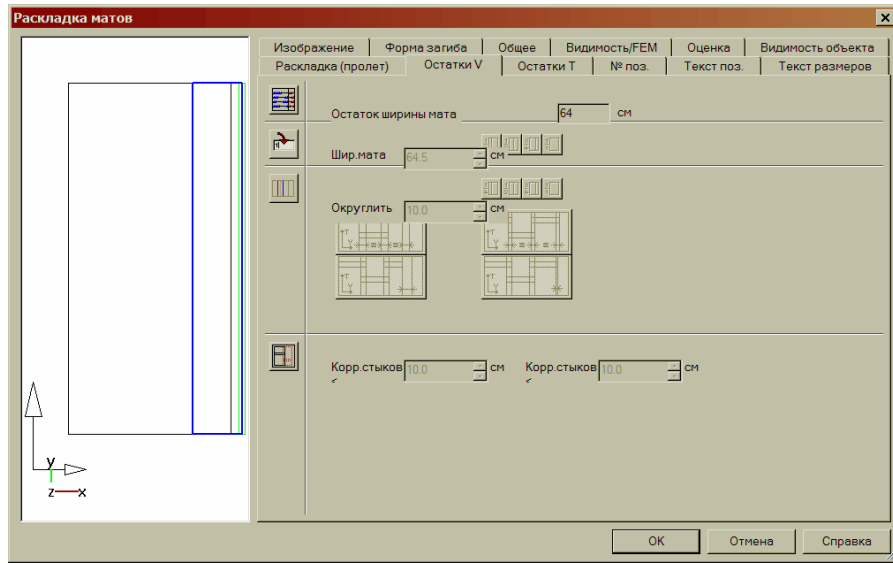 Раскладка матов
Изображение Форма загиба Общее Видимость/FEM Оценка Видимость объекта
Раскладка (пролет) Остатки V Остатки T № поз. Текст поз. Текст размеров
Остаток ширины мата 64 см
Шир.мата 64.5 см
Округлить 10.0 см
Корр.стыков 10.0 см Корр.стыков 10.0 см
y
z x
OK Отмена Справка